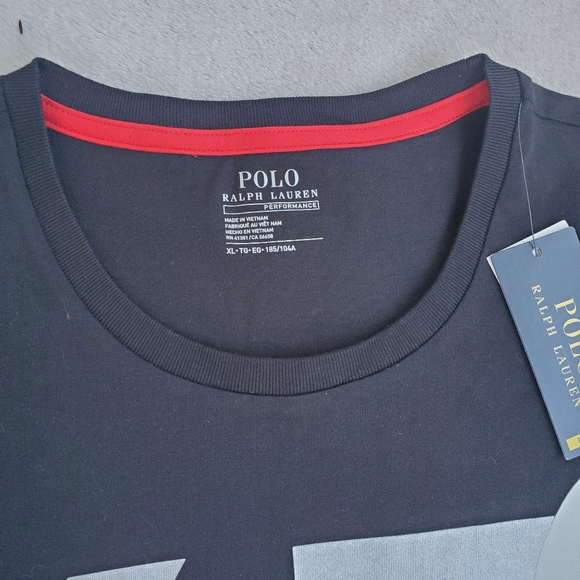 POLO
RALPH LAUREN
PERFORMANCE
MADE IN VIETNAM
FABRIQUÉ AU VIÊT NAM
HECHO EN VIETNAM
RN 41381/CA 56658
XL•TG•EG•185/104A
POLO
RALPH LAUREN